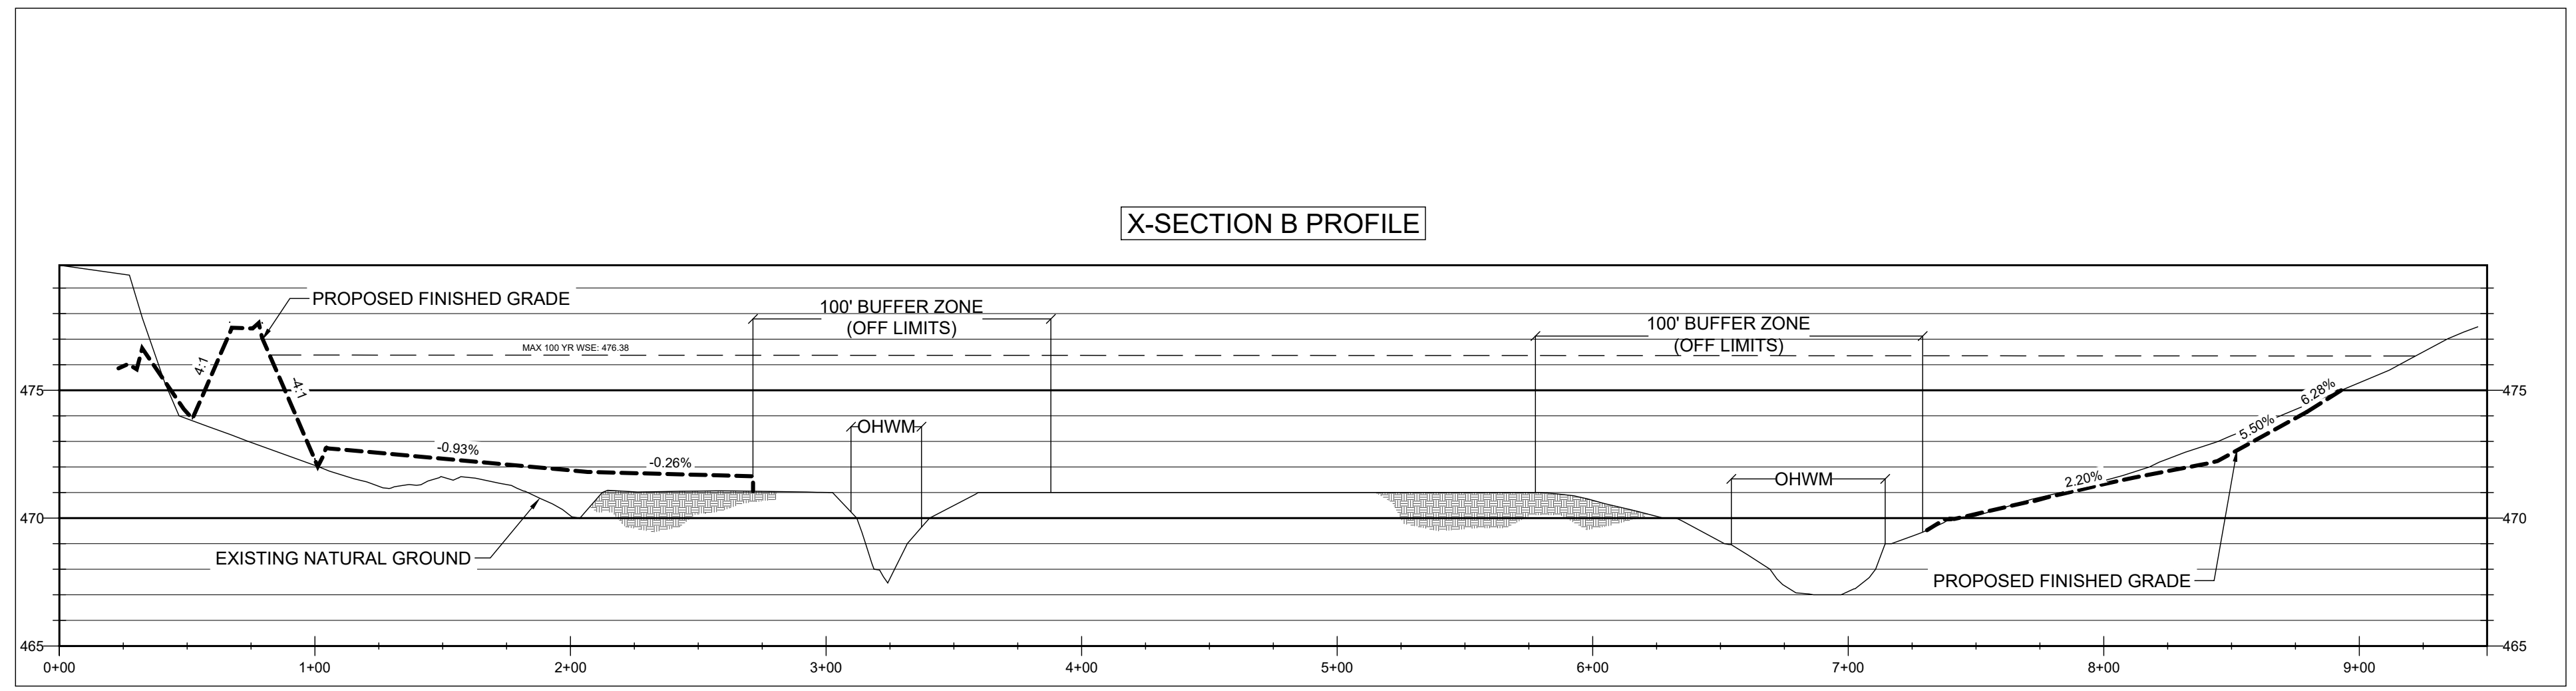 X-SECTION B PROFILE
PROPOSED FINISHED GRADE
100' BUFFER ZONE
(OFF LIMITS)
100' BUFFER ZONE
(OFF LIMITS)
MAX 100 YR WSE: 476.38
4:1
-4:1
475
475
6.28%
5.50%
OHWM
-0.93%
-0.26%
OHWM
2.20%
470
470
EXISTING NATURAL GROUND
PROPOSED FINISHED GRADE
465
465
0+00
1+00
2+00
3+00
4+00
5+00
6+00
7+00
8+00
9+00